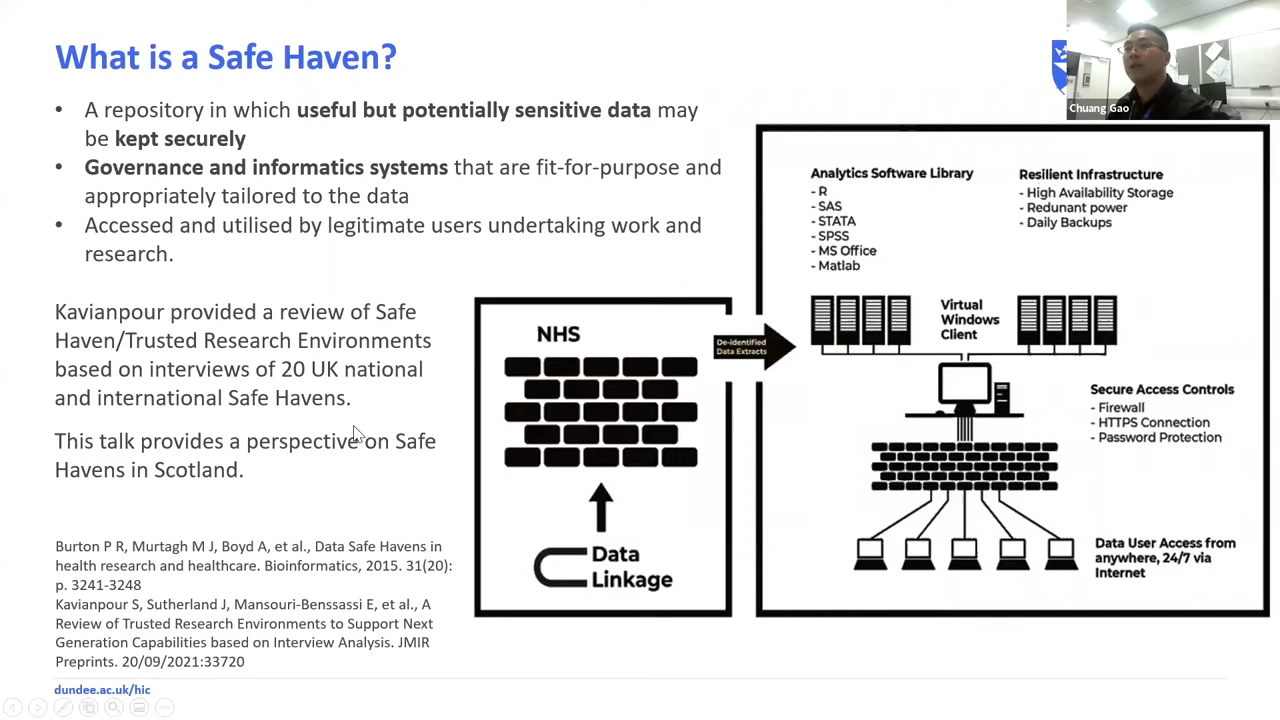 What is a Safe Haven?
• A repository in which useful but potentially sensitive data may
be kept securely
• Governance and informatics systems that are fit-for-purpose and
appropriately tailored to the data
• Accessed and utilised by legitimate users undertaking work and
research.
Kavianpour provided a review of Safe
Haven/Trusted Research Environments
based on interviews of 20 UK national
and international Safe Havens.
This talk provides a perspective on Safe
Havens in Scotland.
Burton P R, Murtagh M J, Boyd A, et al., Data Safe Havens in
health research and healthcare. Bioinformatics, 2015. 31(20):
p. 3241-3248
Kavianpour S, Sutherland J, Mansouri-Benssassi E, et al., A
Review of Trusted Research Environments to Support Next
Generation Capabilities based on Interview Analysis. JMIR
Preprints. 20/09/2021:33720
dundee.ac.uk/hic
NHS
Data
Linkage
De-identified
Data Extracts
Analytics Software Library
- R
- SAS
- STATA
- SPSS
- MS Office
- Matlab
Resilient Infrastructure
- High Availability Storage
- Redunant power
- Daily Backups
Virtual
Windows
Client
Secure Access Controls
- Firewall
- HTTPS Connection
- Password Protection
Data User Access from
anywhere, 24/7 via
Internet
Chuang Gao